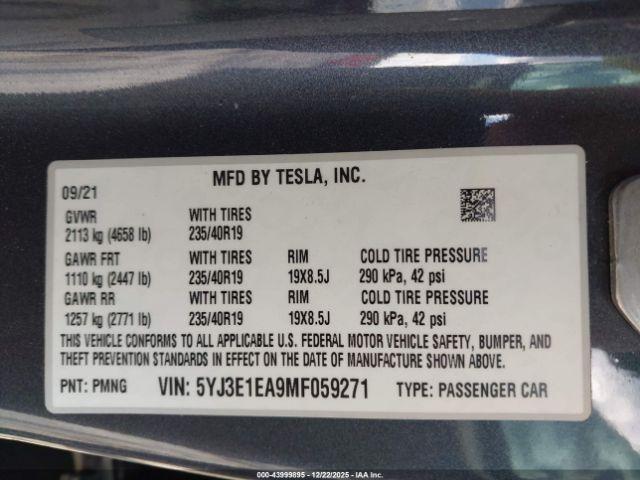 09/21 MFD BY TESLA, INC.
GVWR WITH TIRES
2113 kg (4658 lb) 235/40R19
GAWR FRT WITH TIRES RIM COLD TIRE PRESSURE
1110 kg (2447 lb) 235/40R19 19X8.5J 290 kPa, 42 psi
GAWR RR WITH TIRES RIM COLD TIRE PRESSURE
1257 kg (2771 lb) 235/40R19 19X8.5J 290 kPa, 42 psi
THIS VEHICLE CONFORMS TO ALL APPLICABLE U.S. FEDERAL MOTOR VEHICLE SAFETY, BUMPER, AND
THEFT PREVENTION STANDARDS IN EFFECT ON THE DATE OF MANUFACTURE SHOWN ABOVE.
PNT: PMNG VIN: 5YJ3E1EA9MF059271 TYPE: PASSENGER CAR
000-43999895 - 12/22/2025 - IAA Inc.